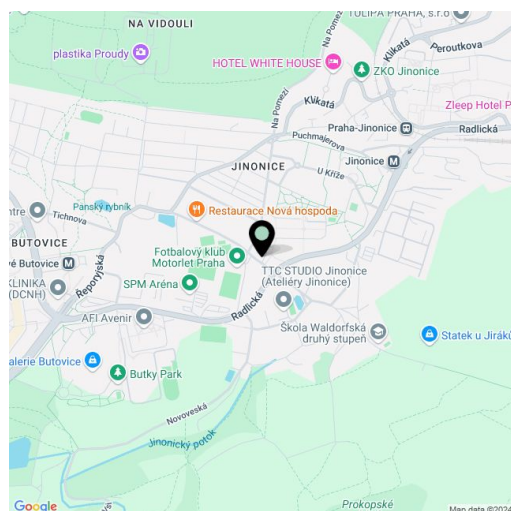 NA VIDOULI
TULIPA PRAHA, s.r.o
plastika Proudy
HOTEL WHITE HOUSE
Na Pomezí
Klikatá
Peroutkova
ZKO Jinonice
Klikatá
Zleep Hotel P
Na Pomezí
Praha-Jinonice
Radlická
Puchmajerova
JINONICE
Jinonice
U Kříže
Panský rybník
Restaurace Nová hospoda
ntre
Tichnova
BUTOVICE
Fotbalový klub
Motorlet Praha
vé Butovice
Řeporyjská
TTC STUDIO Jinonice
(Ateliéry Jinonice)
KLINIKA
(DCNH)
SPM Aréna
Radlická
AFI Avenir
Škola Waldorfská
druhý stupeň
Statek u Jiráků
alerie Butovice
Butky Park
Novoveská
Jinonický potok
Prokopské
Google
Map data ©2024